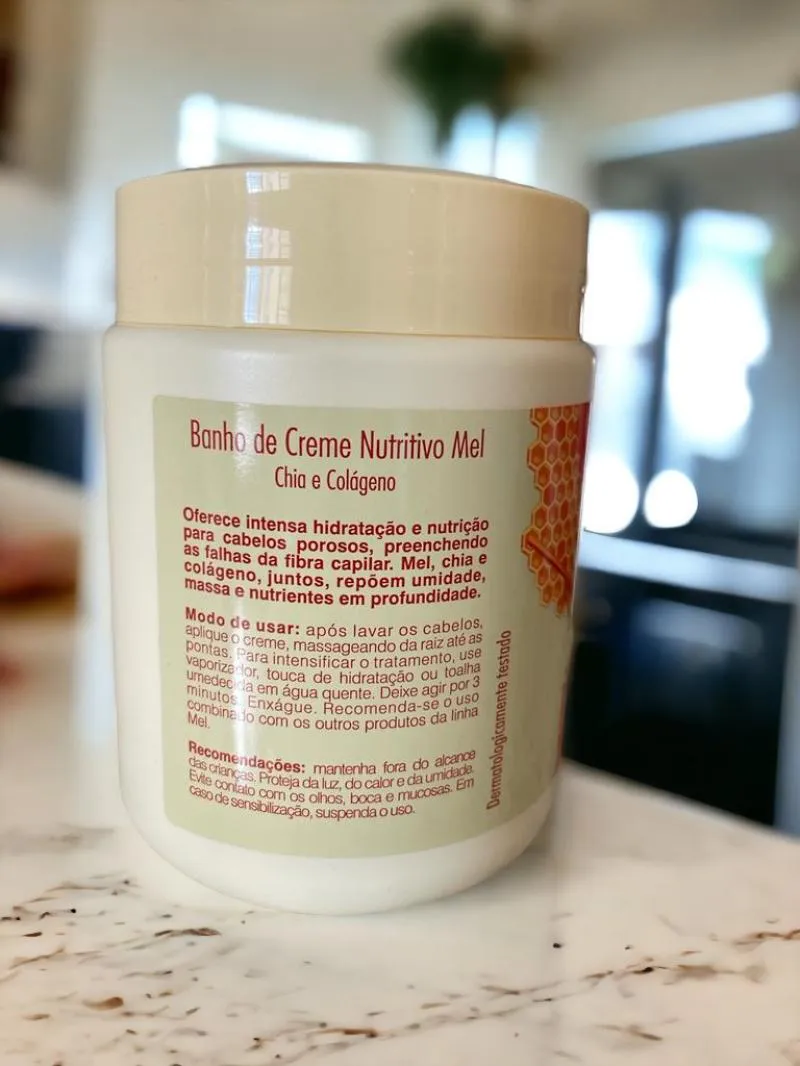 Banho de Creme Nutritivo Mel
Chia e Colágeno
Oferece intensa hidratação e nutrição
para cabelos porosos, preenchendo
as falhas da fibra capilar. Mel, chia e
colágeno, juntos, repõem umidade,
massa e nutrientes em profundidade.
Modo de usar: após lavar os cabelos,
aplique o creme, massageando da raiz até as
pontas. Para intensificar o tratamento, use
vaporizador, touca de hidratação ou toalha
umedecida em água quente. Deixe agir por 3
minutos. Enxágue. Recomenda-se o uso
combinado com os outros produtos da linha
Mel.
Recomendações: mantenha fora do alcance
das crianças. Proteja da luz, do calor e da umidade.
Evite contato com os olhos, boca e mucosas. Em
caso de sensibilização, suspenda o uso.
Dermatologicamente testado